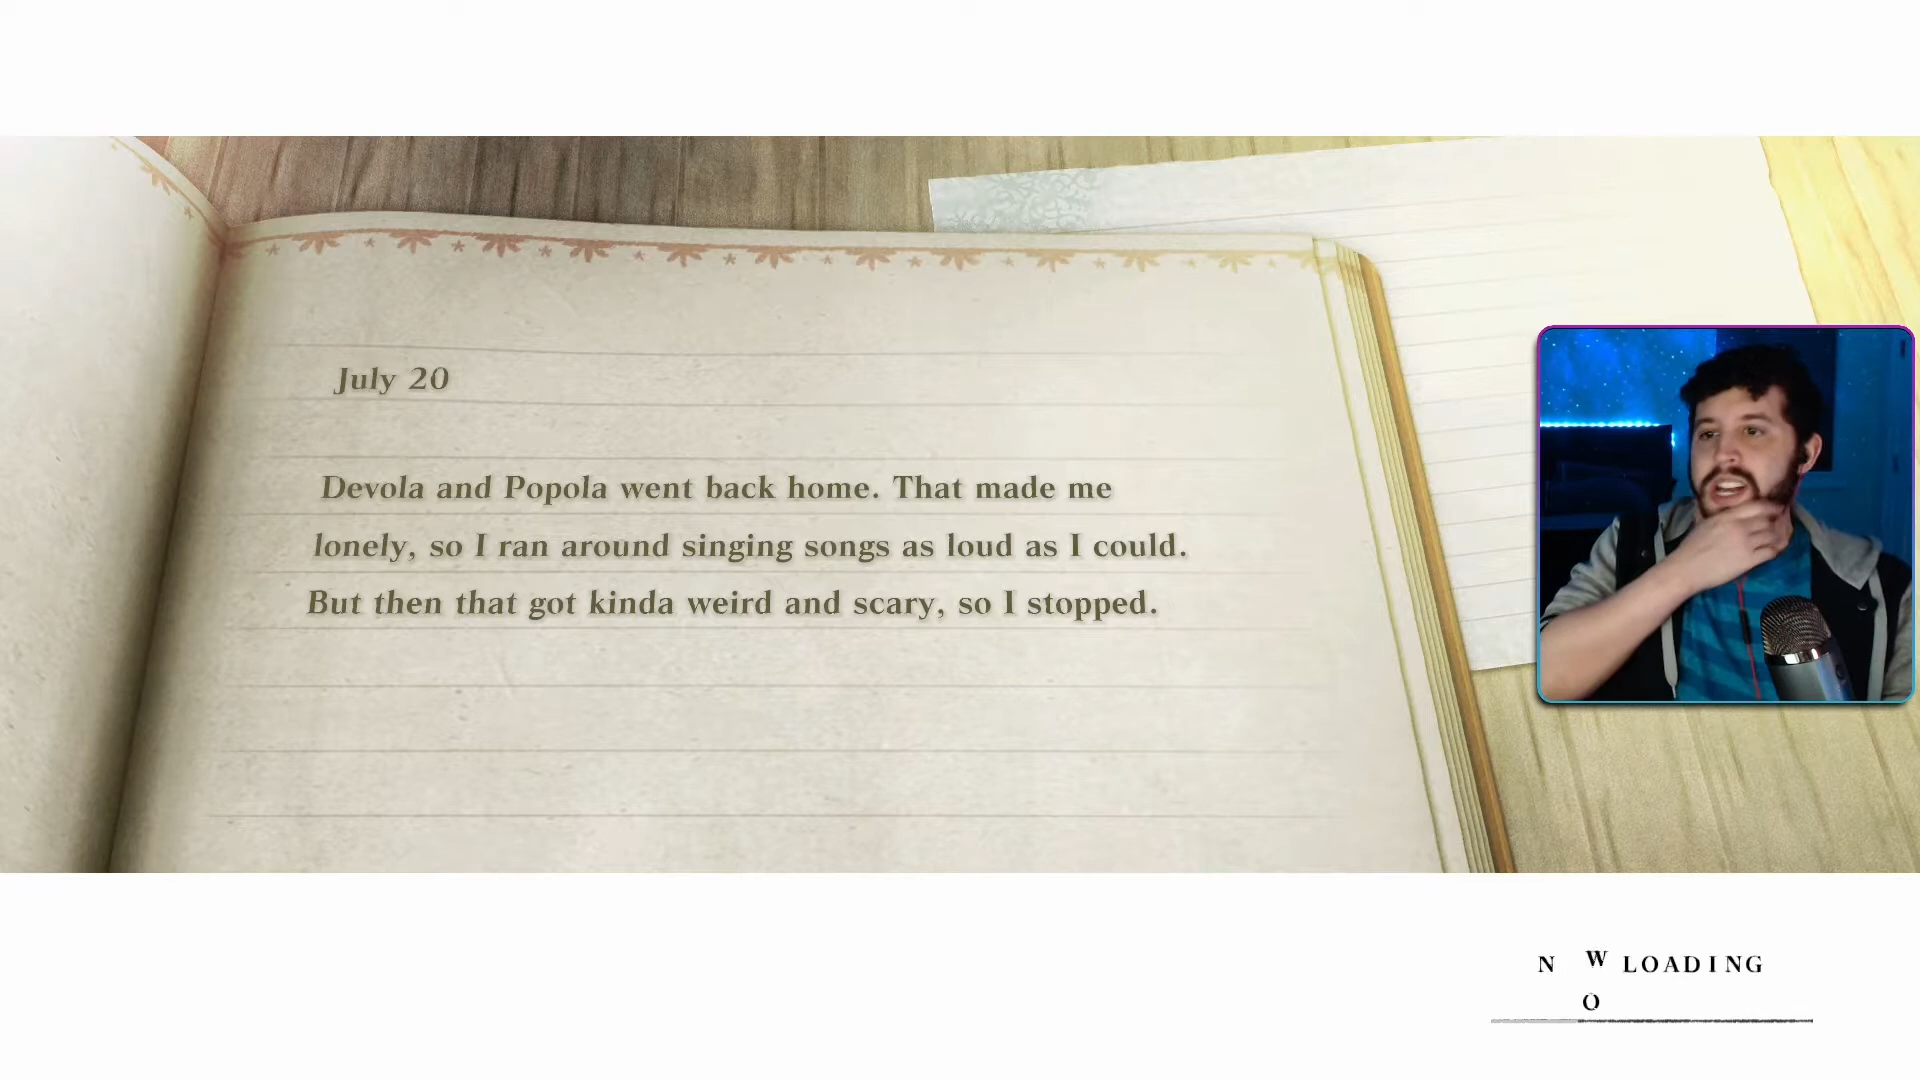 July 20
Devola and Popola went back home. That made me
lonely, so I ran around singing songs as loud as I could.
But then that got kinda weird and scary, so I stopped.
NOW LOADING